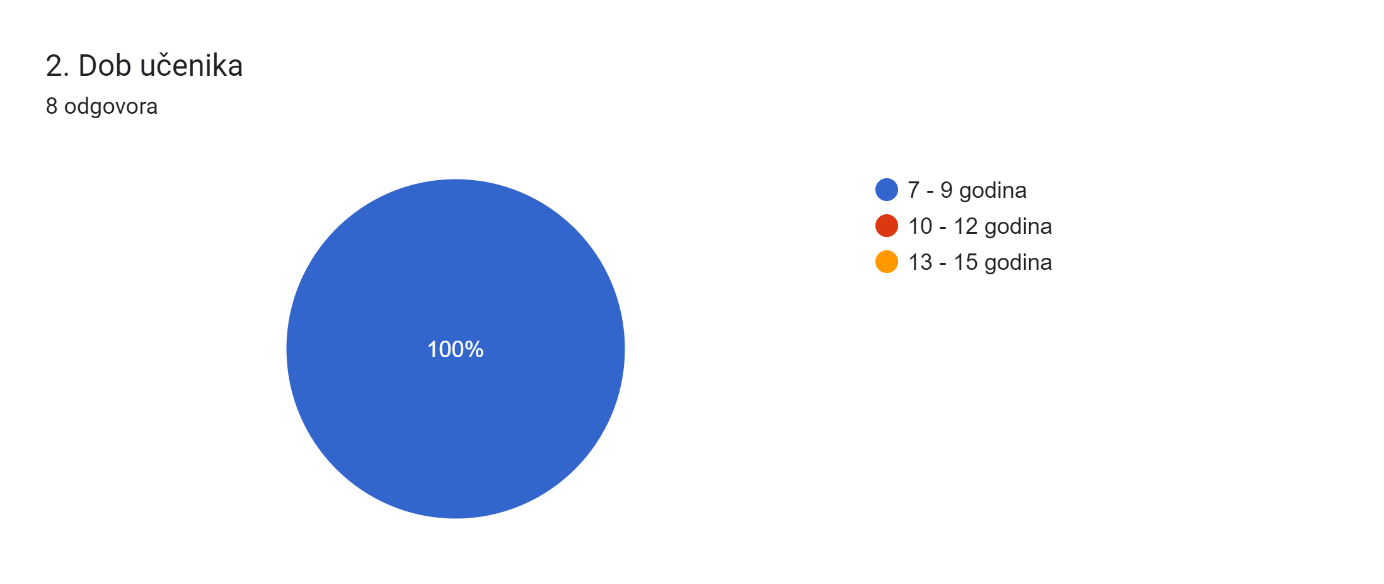 2. Dob učenika
8 odgovora
7 - 9 godina
10 - 12 godina
13 - 15 godina
100%